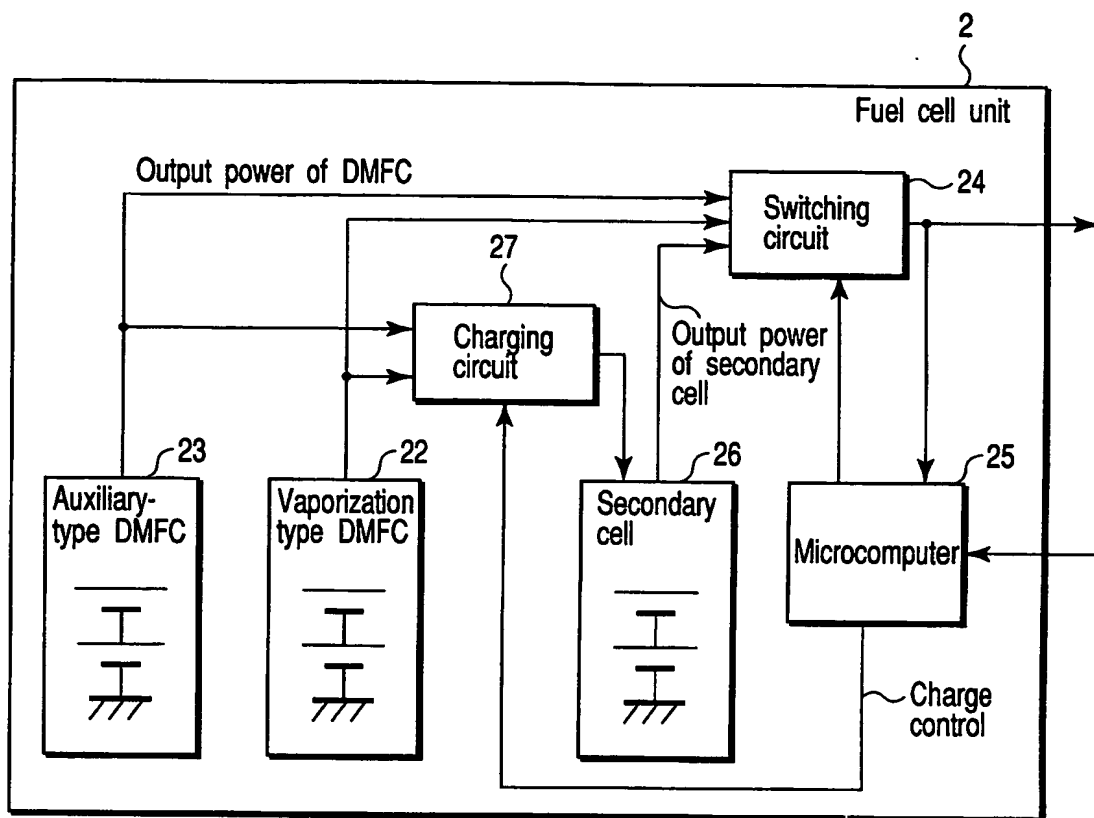 2
Fuel cell unit
Output power of DMFC
24
Switching
circuit
27
Charging
circuit
Output power
of secondary
cell
23
Auxiliary-
type DMFC
22
Vaporization
type DMFC
26
Secondary
cell
25
Microcomputer
Charge
control